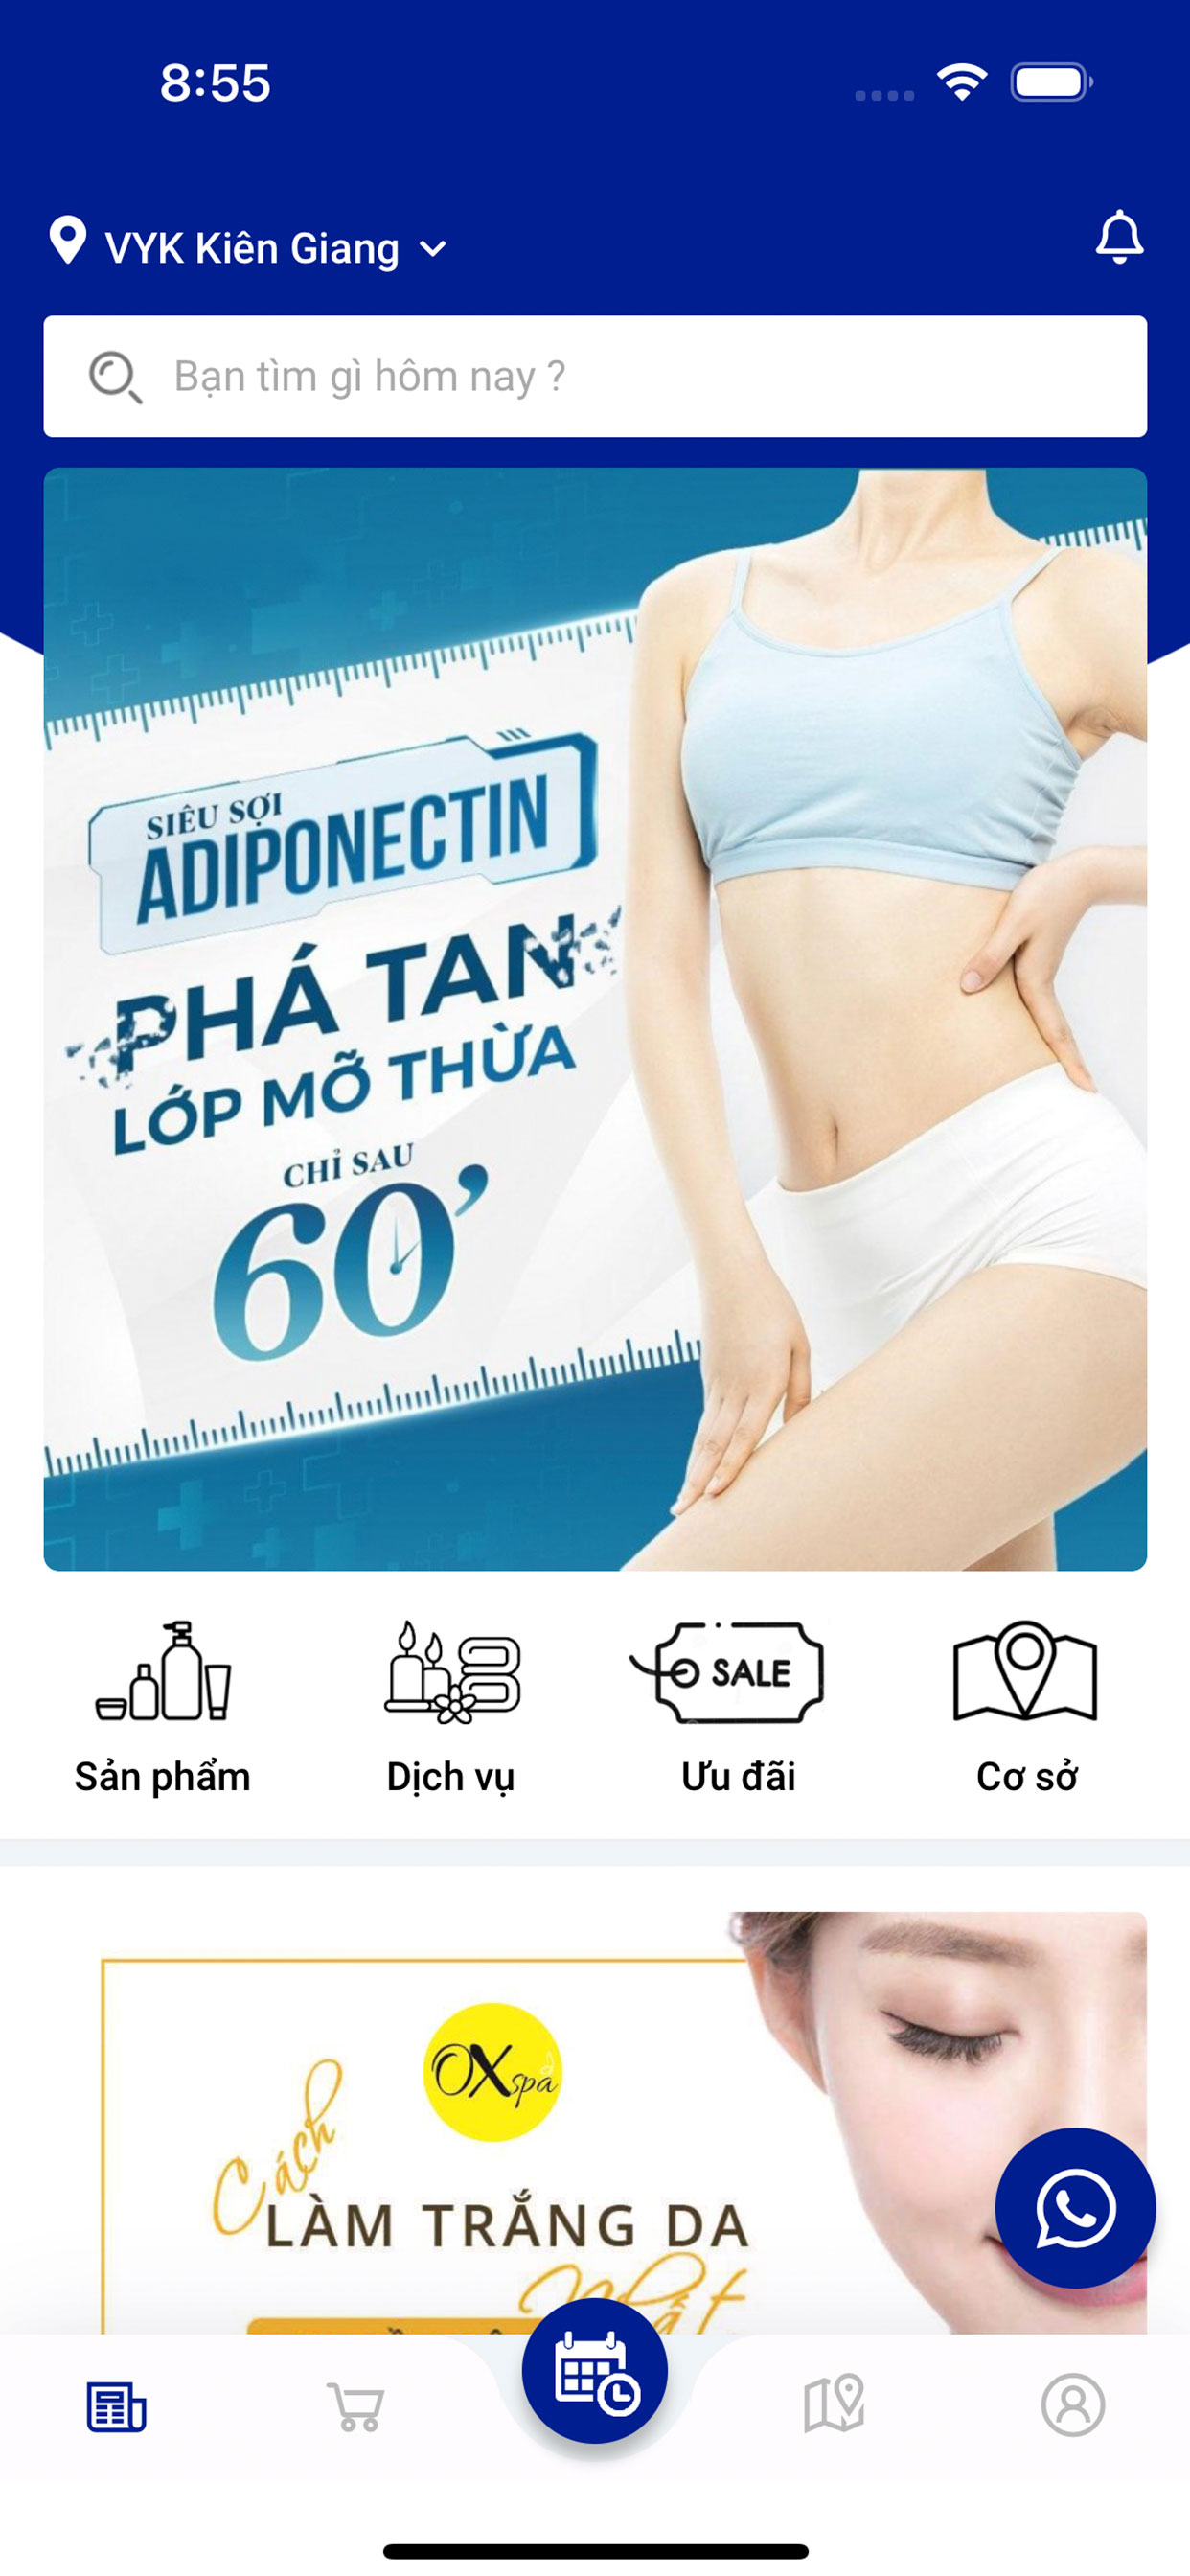 8:55
VYK Kiên Giang
Bạn tìm gì hôm nay ?
SIÊU SỢI
ADIPONECTIN
PHÁ TAN
LỚP MỠ THỪA
CHỈ SAU
60’
SALE
Sản phẩm
Dịch vụ
Ưu đãi
Cơ sở
OX spa
Cách
LÀM TRẮNG DA
Nhất